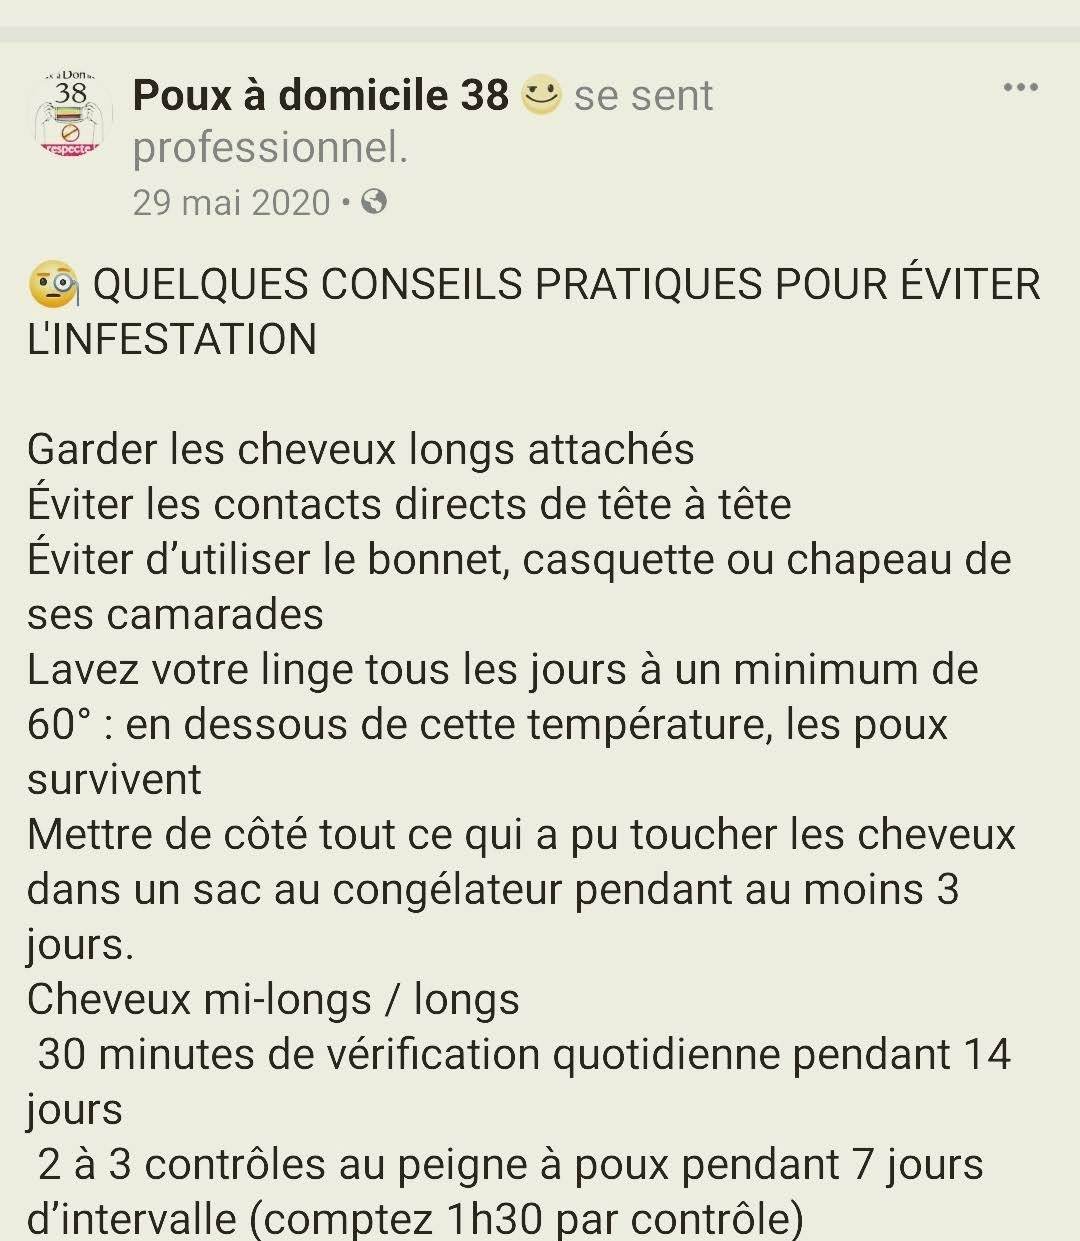 x à Dom
38
respecte
Poux à domicile 38 se sent
professionnel.
29 mai 2020 •
QUELQUES CONSEILS PRATIQUES POUR ÉVITER
L'INFESTATION
Garder les cheveux longs attachés
Éviter les contacts directs de tête à tête
Éviter d’utiliser le bonnet, casquette ou chapeau de
ses camarades
Lavez votre linge tous les jours à un minimum de
60° : en dessous de cette température, les poux
survivent
Mettre de côté tout ce qui a pu toucher les cheveux
dans un sac au congélateur pendant au moins 3
jours.
Cheveux mi-longs / longs
30 minutes de vérification quotidienne pendant 14
jours
2 à 3 contrôles au peigne à poux pendant 7 jours
d’intervalle (comptez 1h30 par contrôle)